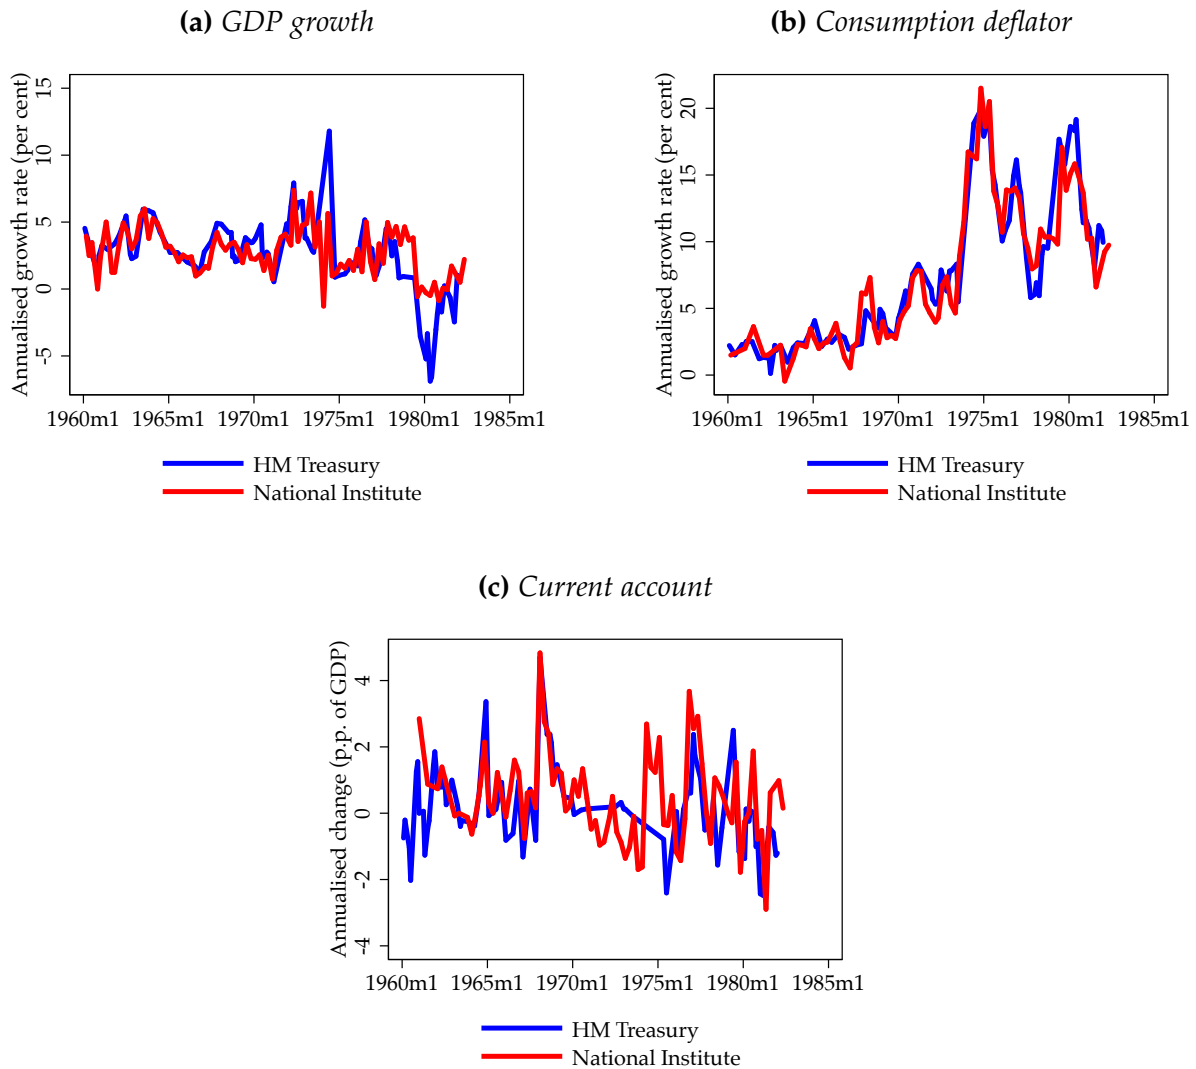 (a) GDP growth
Annualised growth rate (per cent)
15
10
5
0
-5
1960m1 1965m1 1970m1 1975m1 1980m1 1985m1
HM Treasury
National Institute
(b) Consumption deflator
Annualised growth rate (per cent)
20
15
10
5
0
1960m1 1965m1 1970m1 1975m1 1980m1 1985m1
HM Treasury
National Institute
(c) Current account
Annualised change (p.p. of GDP)
4
2
0
-2
-4
1960m1 1965m1 1970m1 1975m1 1980m1 1985m1
HM Treasury
National Institute